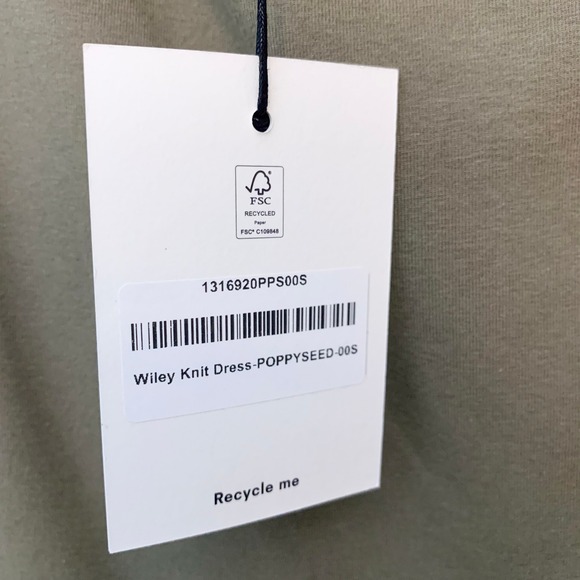 FSC
RECYCLED
Paper
FSC® C109848
1316920PPS00S
Wiley Knit Dress-POPPYSEED-00S
Recycle me